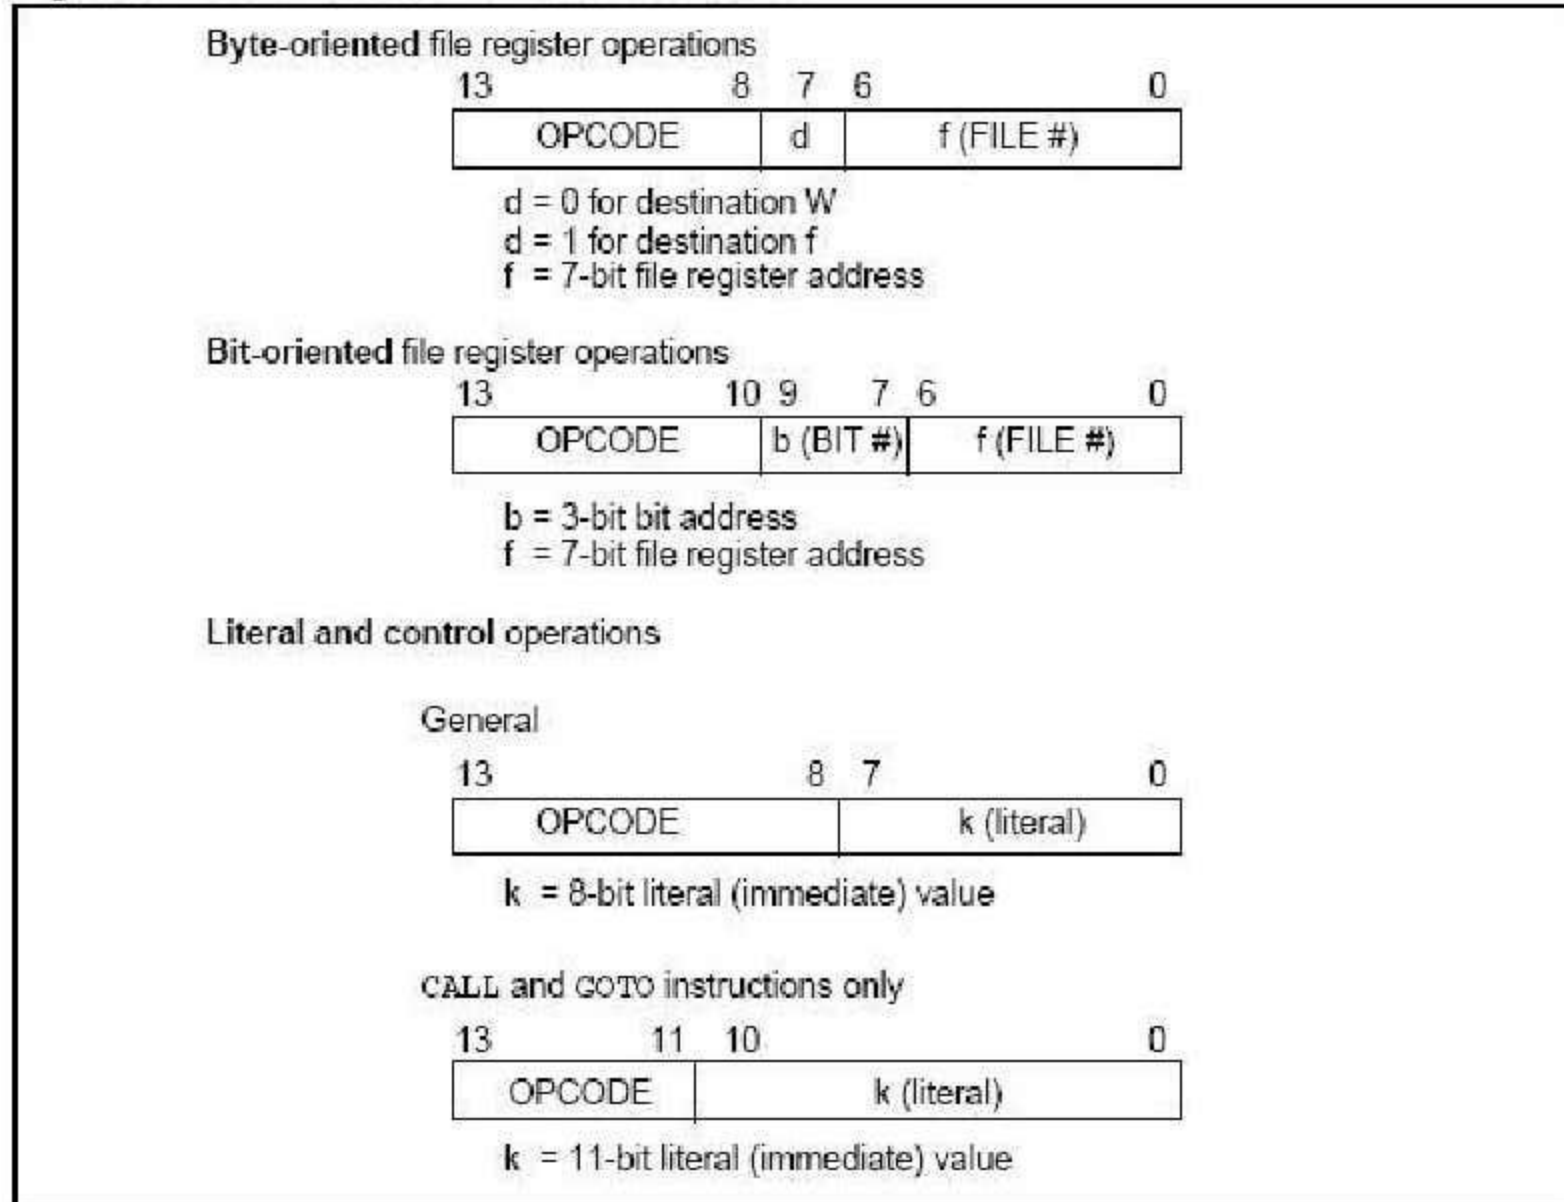 Byte-oriented file register operations
13 8 7 6 0
OPCODE d f (FILE #)
d = 0 for destination W
d = 1 for destination f
f = 7-bit file register address
Bit-oriented file register operations
13 10 9 7 6 0
OPCODE b (BIT #) f (FILE #)
b = 3-bit bit address
f = 7-bit file register address
Literal and control operations
General
13 8 7 0
OPCODE k (literal)
k = 8-bit literal (immediate) value
CALL and GOTO instructions only
13 11 10 0
OPCODE k (literal)
k = 11-bit literal (immediate) value